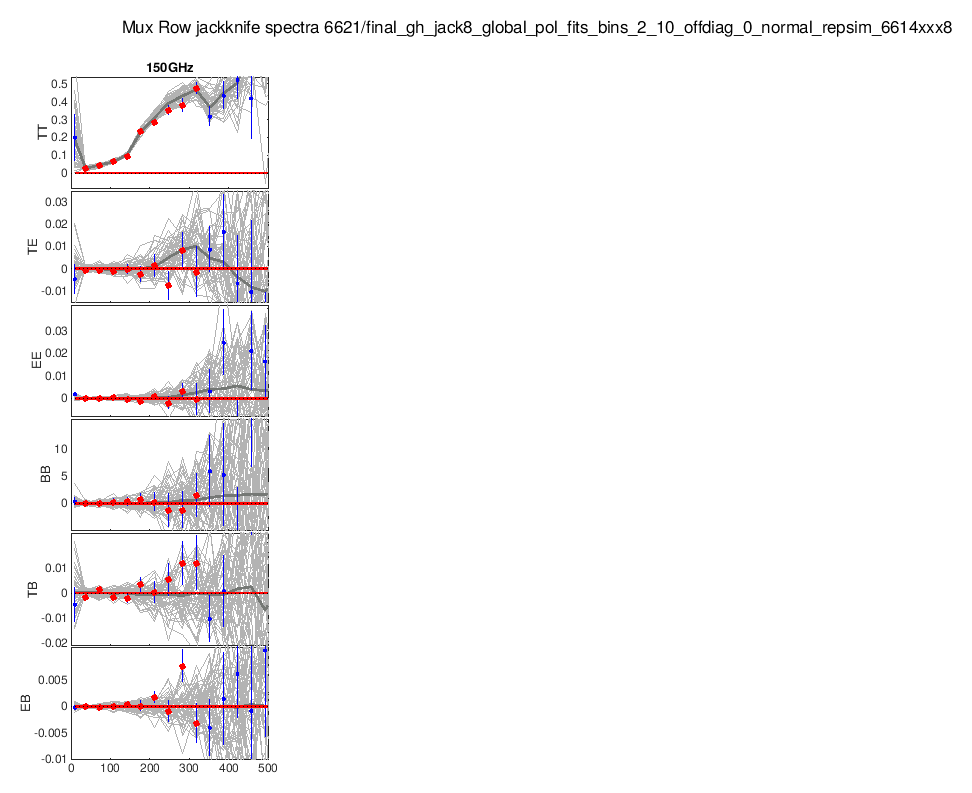 Mux Row jackknife spectra 6621/final_gh_jack8_global_pol_fits_bins_2_10_offdiag_0_normal_repsim_6614xxx8
150GHz
0.5
0.4
0.3
0.2
0.1
0
TT
0.03
0.02
0.01
0
-0.01
TE
0.03
0.02
0.01
0
EE
10
5
0
BB
0.01
0
-0.01
-0.02
TB
0.005
0
-0.005
-0.01
EB
0 100 200 300 400 500